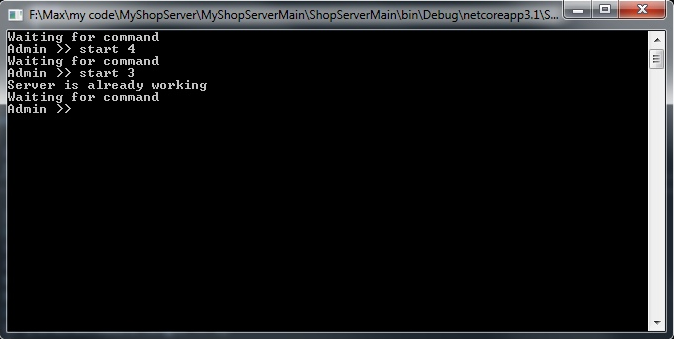 F:\Max\my code\MyShopServer\MyShopServerMain\ShopServerMain\bin\Debug\netcoreapp3.1\S...
Waiting for command
Admin >> start 4
Waiting for command
Admin >> start 3
Server is already working
Waiting for command
Admin >>